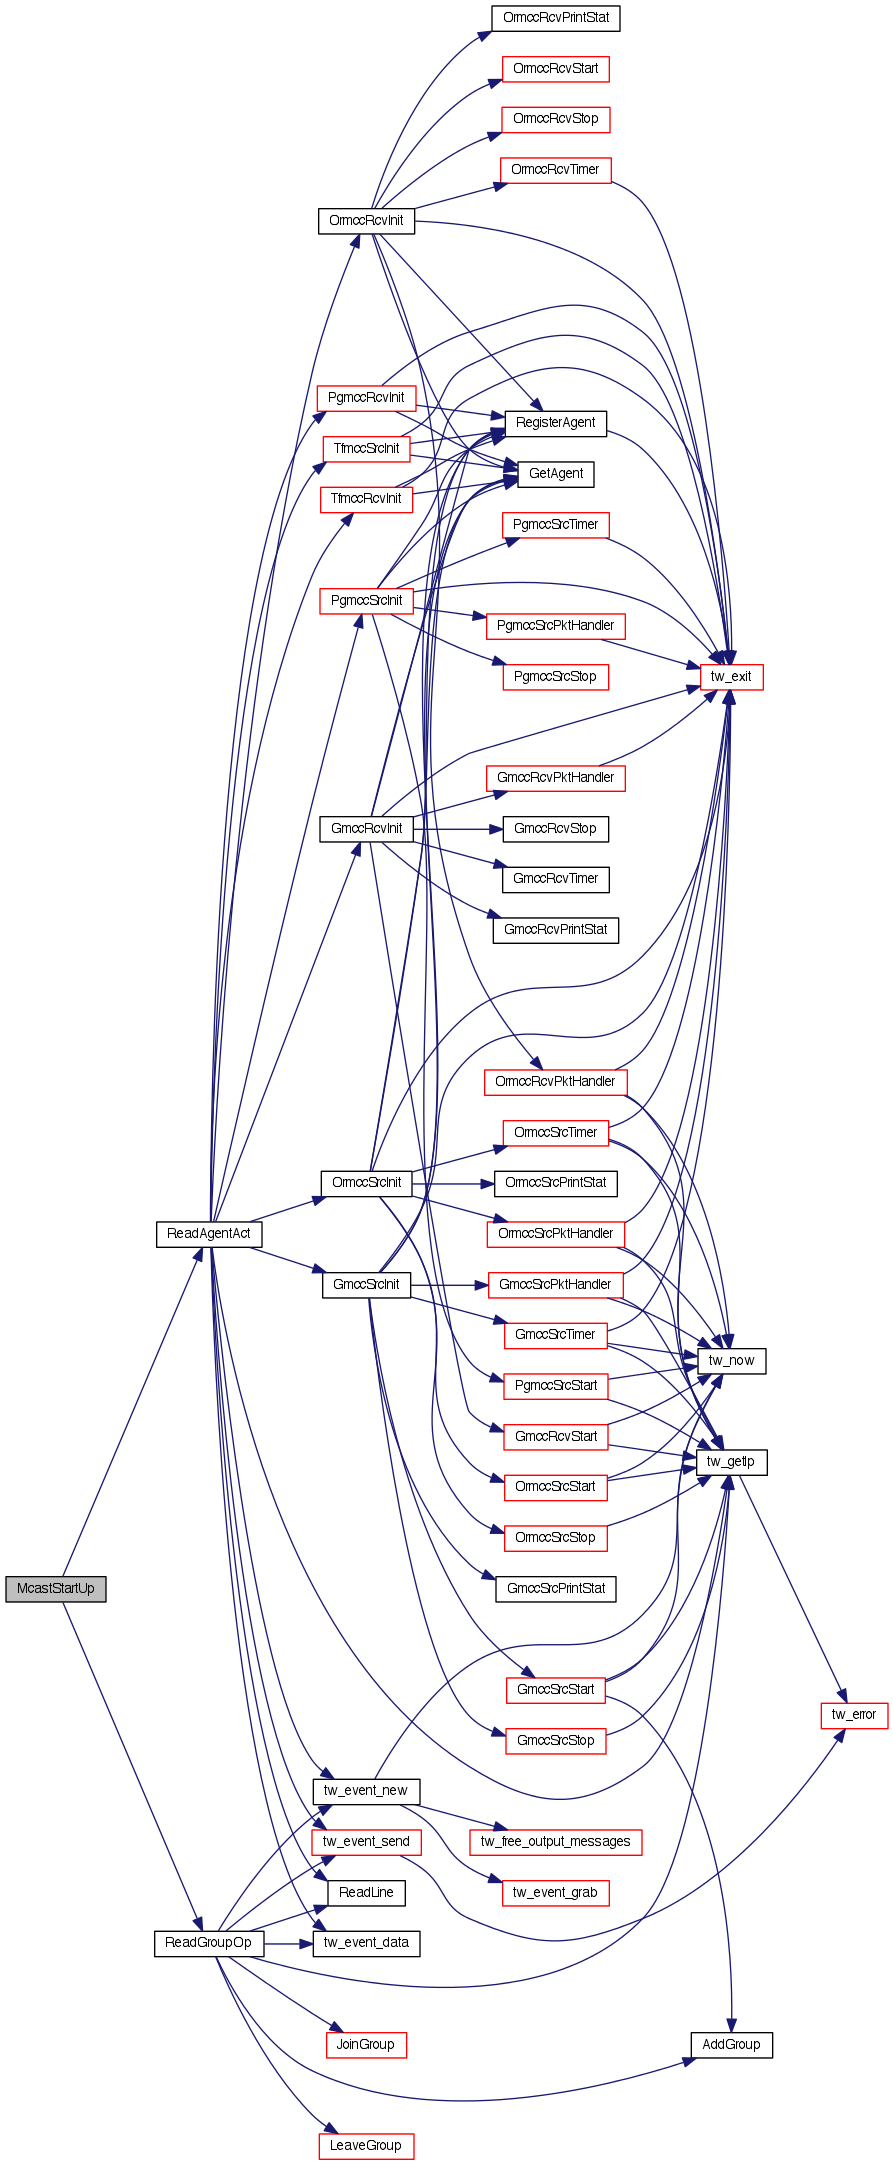 OrmccRcvPrintStat
OrmccRcvStart
OrmccRcvStop
OrmccRcvTimer
OrmccRcvInit
PgmccRcvInit
RegisterAgent
TfmccSrcInit
GetAgent
TfmccRcvInit
PgmccSrcTimer
PgmccSrcInit
PgmccSrcPktHandler
PgmccSrcStop
tw_exit
GmccRcvPktHandler
GmccRcvInit
GmccRcvStop
GmccRcvTimer
GmccRcvPrintStat
OrmccRcvPktHandler
OrmccSrcTimer
OrmccSrcInit
OrmccSrcPrintStat
ReadAgentAct
OrmccSrcPktHandler
GmccSrcInit
GmccSrcPktHandler
GmccSrcTimer
tw_now
PgmccSrcStart
GmccRcvStart
tw_getlp
OrmccSrcStart
OrmccSrcStop
McastStartUp
GmccSrcPrintStat
GmccSrcStart
tw_error
GmccSrcStop
tw_event_new
tw_event_send
tw_free_output_messages
ReadLine
tw_event_grab
ReadGroupOp
tw_event_data
JoinGroup
AddGroup
LeaveGroup